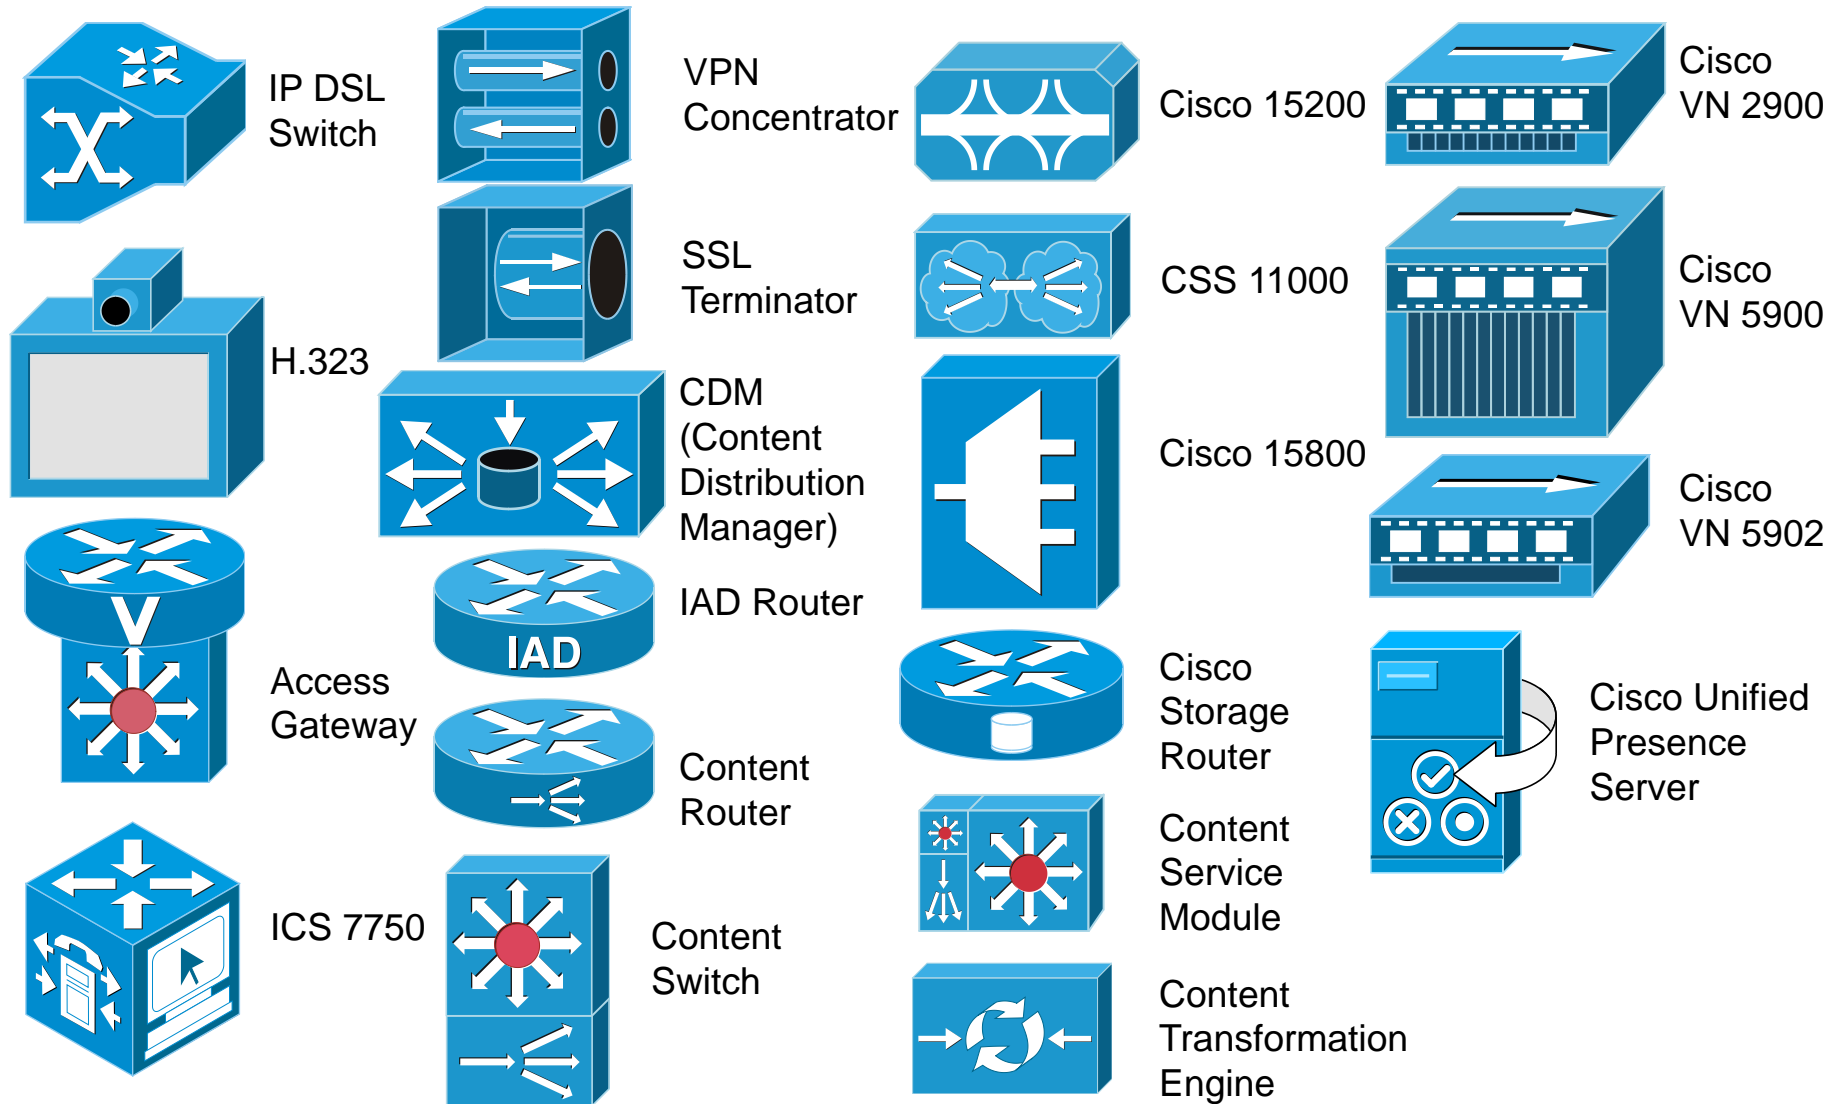 IP DSL
Switch
H.323
V
Access
Gateway
ICS 7750
VPN
Concentrator
SSL
Terminator
CDM
(Content
Distribution
Manager)
IAD
IAD Router
Content
Router
Content
Switch
Cisco 15200
CSS 11000
Cisco 15800
Cisco
Storage
Router
Content
Service
Module
Content
Transformation
Engine
Cisco
VN 2900
Cisco
VN 5900
Cisco
VN 5902
Cisco Unified
Presence
Server